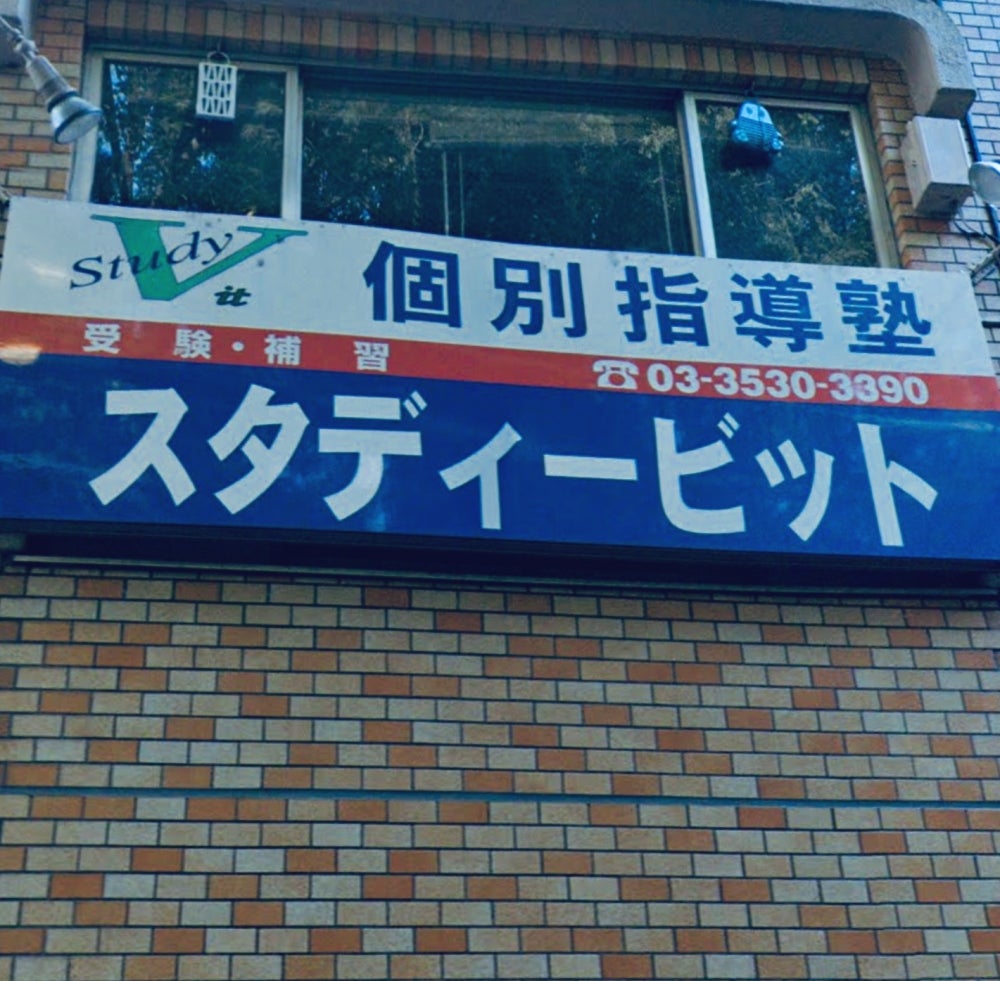 Study V it
個別指導塾
受験・補習
☎03-3530-3390
スタディービット